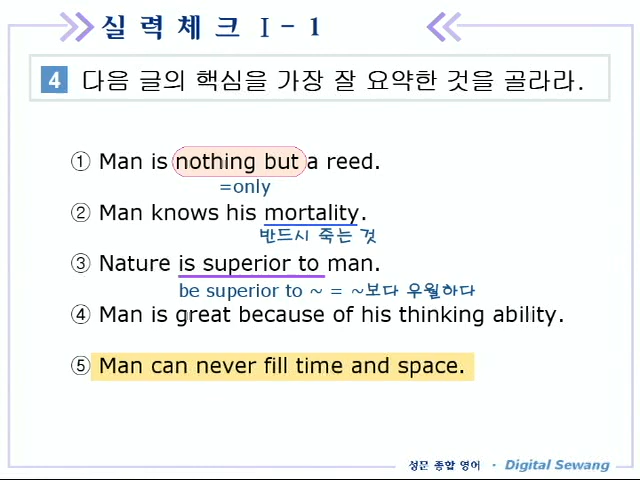 실력체크 I - 1
4 다음 글의 핵심을 가장 잘 요약한 것을 골라라.
① Man is nothing but a reed.
=only
② Man knows his mortality.
반드시 죽는 것
③ Nature is superior to man.
be superior to ~ = ~보다 우월하다
④ Man is great because of his thinking ability.
⑤ Man can never fill time and space.
성문 종합 영어 · Digital Sewang